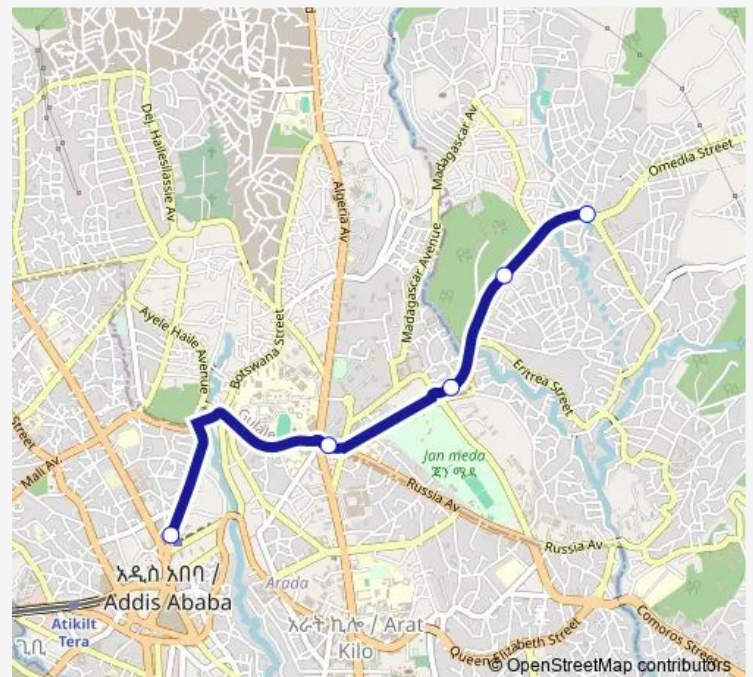 Dej. Hailesilassie Av
Algeria Av
Madagascar Av
Omedla Street
Madagascar Avenue
Ayele Haile Avenue
Botswana Street
Eritrea Street
Gulale
Street
Mali Av.
Jan meda
ጃን ሜዳ
Russia Av
Russia Av
አዲስ አበባ /
Addis Ababa
Arada
Atikilt
Tera
አራት ኪሎ / Arat
Kilo
Queen Elizabeth Street
Comoros Street
© OpenStreetMap contributors